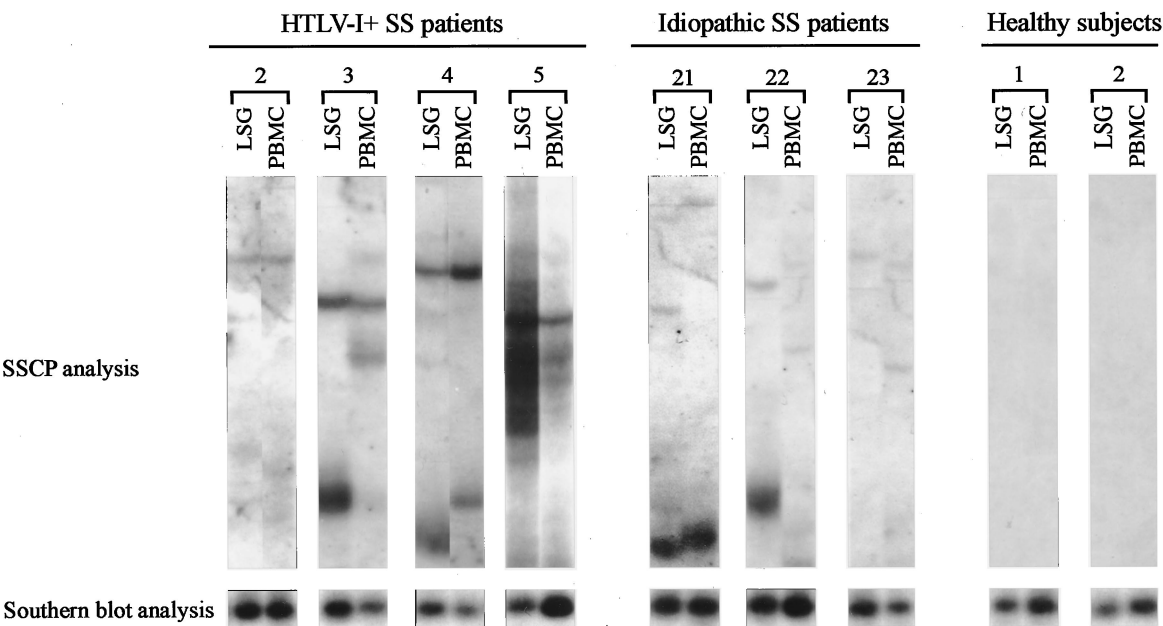 HTLV-I+ SS patients Idiopathic SS patients Healthy subjects
2 3 4 5 21 22 23 1 2
LSG PBMC LSG PBMC LSG PBMC LSG PBMC LSG PBMC LSG PBMC LSG PBMC LSG PBMC LSG PBMC
SSCP analysis
Southern blot analysis